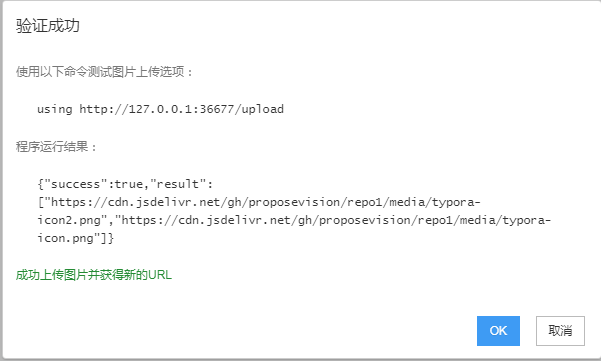 验证成功
使用以下命令测试图片上传选项：
using http://127.0.0.1:36677/upload
程序运行结果：
{"success":true,"result":
["https://cdn.jsdelivr.net/gh/proposevision/repo1/media/typora-
icon2.png","https://cdn.jsdelivr.net/gh/proposevision/repo1/media/typora-
icon.png"]}
成功上传图片并获得新的URL
OK 取消